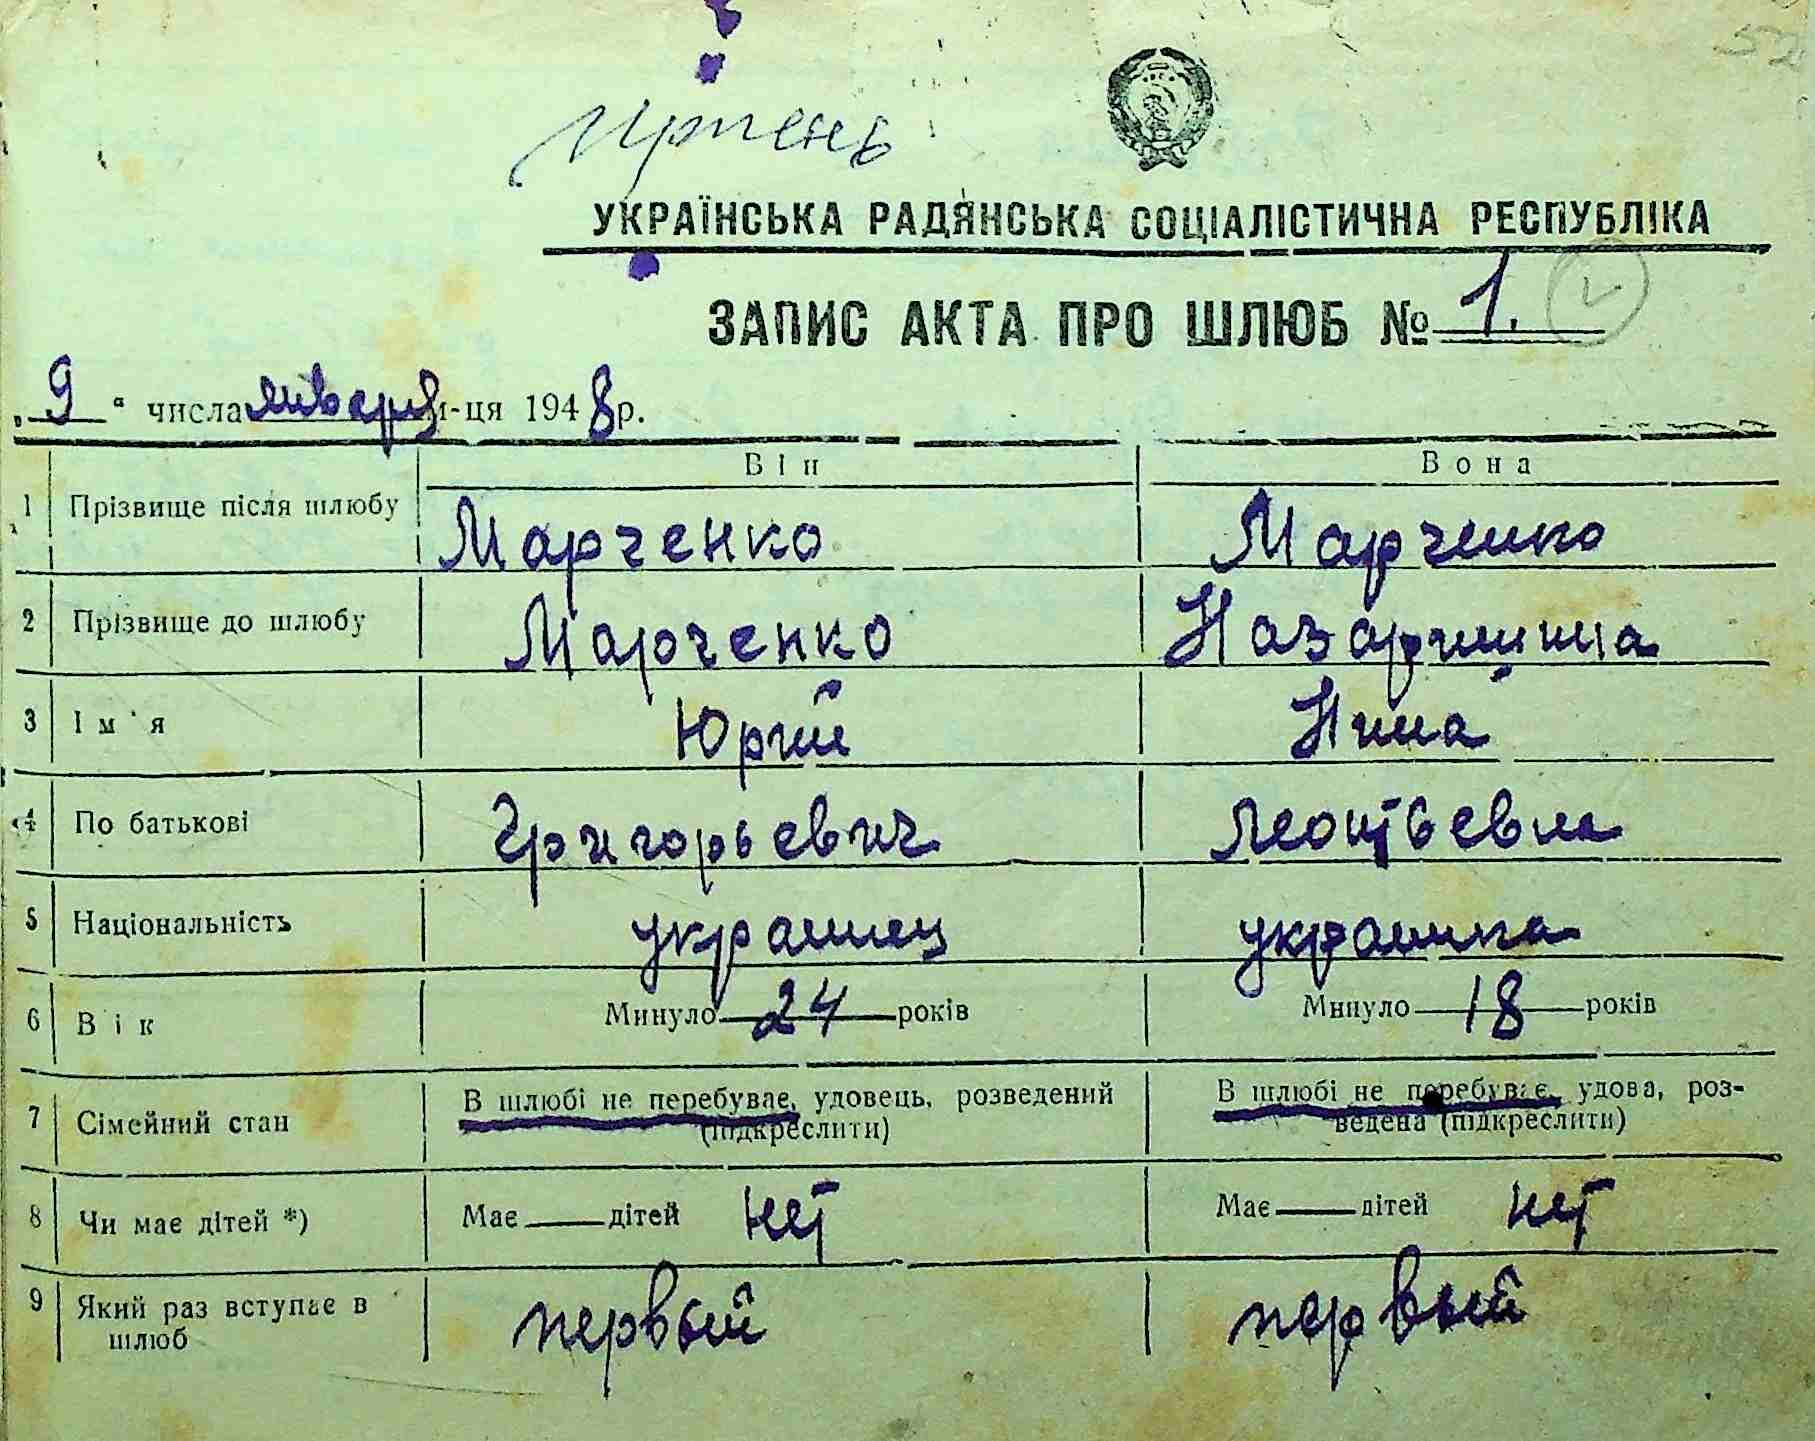 52
Ирпень
УКРАЇНСЬКА РАДЯНСЬКА СОЦІАЛІСТИЧНА РЕСПУБЛІКА
ЗАПИС АКТА ПРО ШЛЮБ № 1.
„9“ числа января м-ця 1948 р.
Він Вона
1 Прізвище після шлюбу Марченко Марченко
2 Прізвище до шлюбу Марченко
3 Ім'я Юрий Нина
4 По батькові Григорьевич Леонтьевна
5 Національність украинец украинка
6 Вік Минуло 24 років Минуло 18 років
7 Сімейний стан В шлюбі не перебуває, удовець, розведений В шлюбі не перебуває, удова, роз-
(підкреслити) ведена (підкреслити)
8 Чи має дітей *) Має — дітей нет Має — дітей нет
9 Який раз вступає в первый первый
шлюб